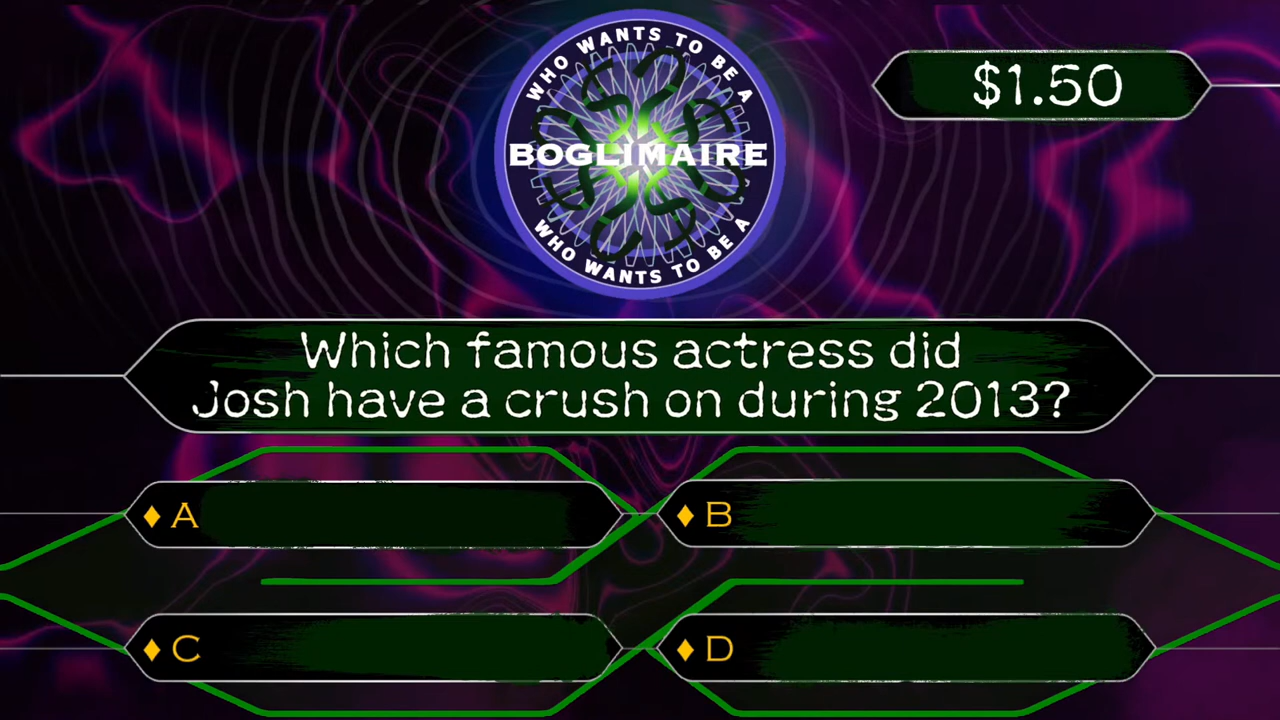 WHO WANTS TO BE A
BOGLIMAIRE
WHO WANTS TO BE A
$1.50
Which famous actress did
Josh have a crush on during 2013?
A
B
C
D